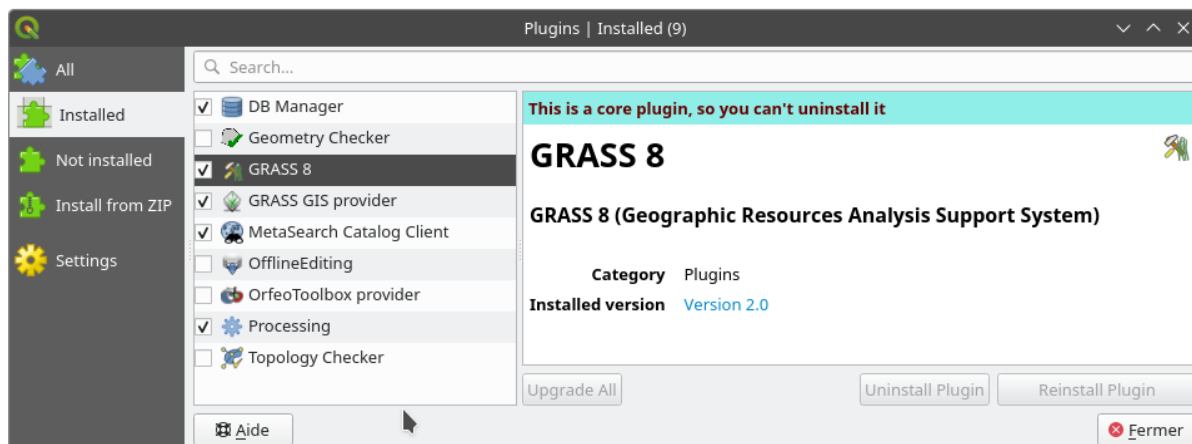 Plugins | Installed (9)
All
Installed
Not installed
Install from ZIP
Settings
Search...
DB Manager
Geometry Checker
GRASS 8
GRASS GIS provider
MetaSearch Catalog Client
OfflineEditing
OrfeoToolbox provider
Processing
Topology Checker
This is a core plugin, so you can't uninstall it
GRASS 8
GRASS 8 (Geographic Resources Analysis Support System)
Category Plugins
Installed version Version 2.0
Upgrade All
Uninstall Plugin
Reinstall Plugin
Aide
Fermer